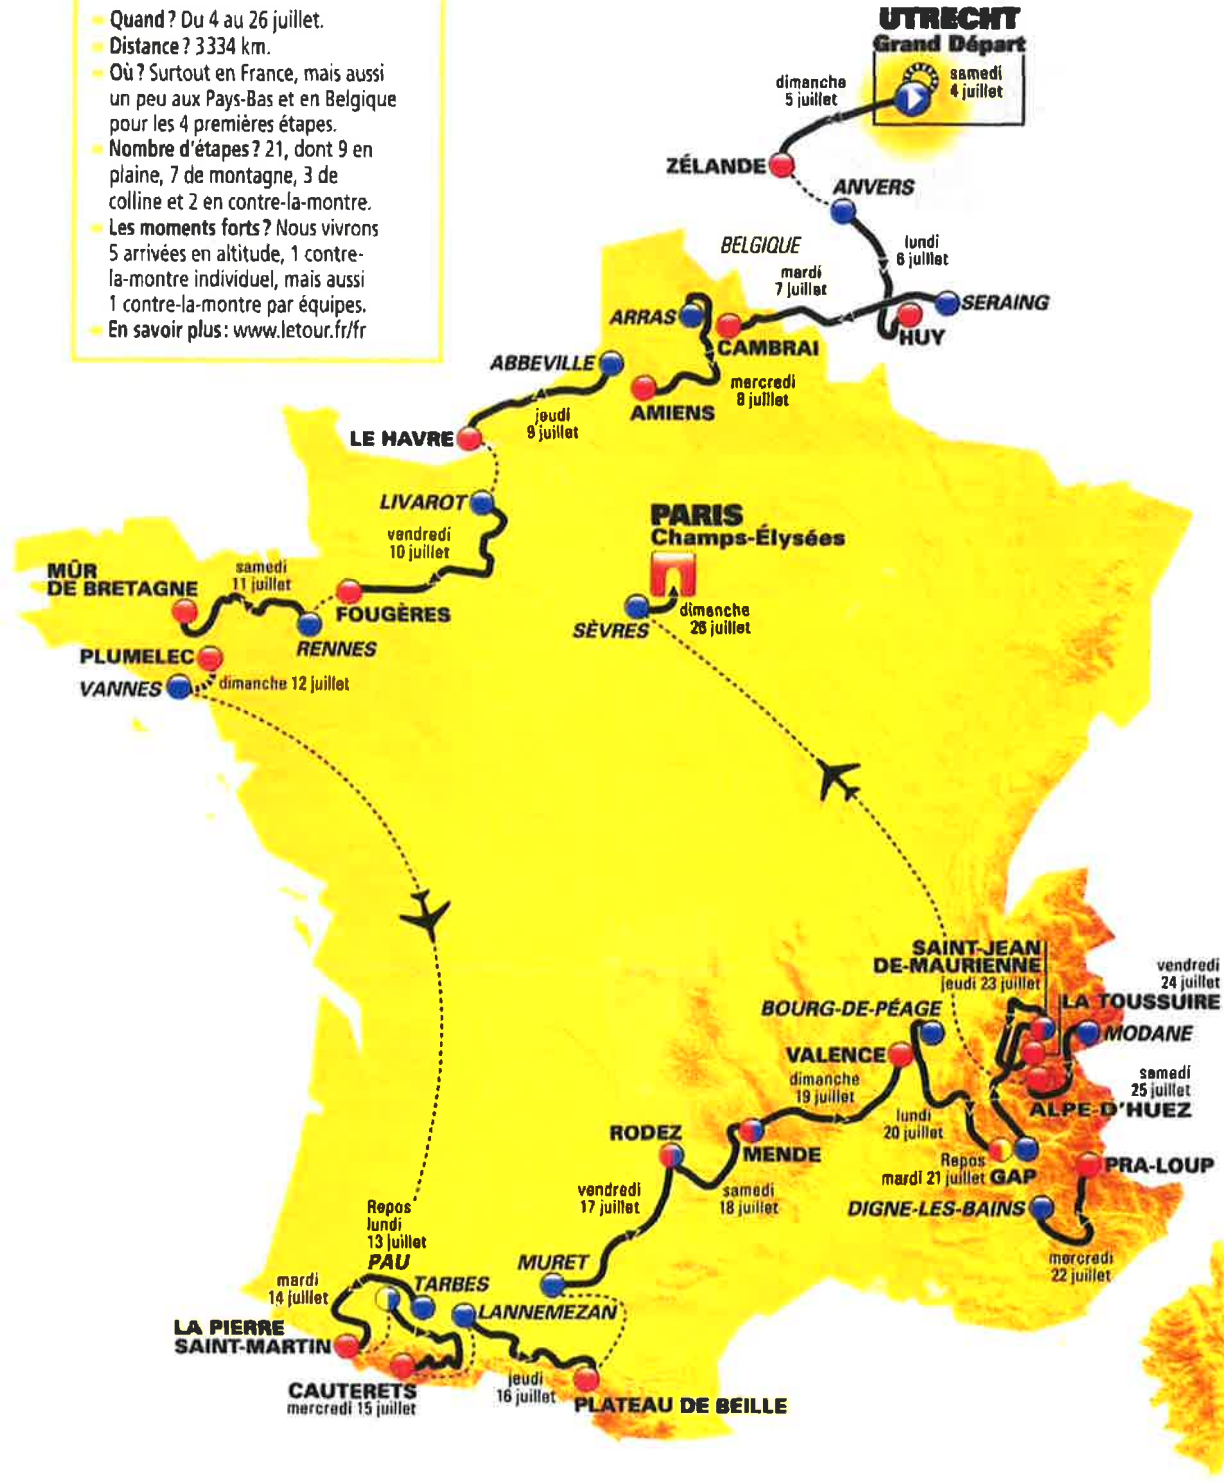 Quand ? Du 4 au 26 juillet.
Distance ? 3334 km.
Où ? Surtout en France, mais aussi
un peu aux Pays-Bas et en Belgique
pour les 4 premières étapes.
Nombre d'étapes ? 21, dont 9 en
plaine, 7 de montagne, 3 de
colline et 2 en contre-la-montre.
Les moments forts ? Nous vivrons
5 arrivées en altitude, 1 contre-
la-montre individuel, mais aussi
1 contre-la-montre par équipes.
En savoir plus : www.letour.fr/fr
UTRECHT
Grand Départ
samedi
4 juillet
dimanche
5 juillet
ZÉLANDE
ANVERS
BELGIQUE
lundi
6 juillet
mardi
7 juillet
SERAING
HUY
ARRAS
CAMBRAI
ABBEVILLE
mercredi
8 juillet
AMIENS
jeudi
9 juillet
LE HAVRE
LIVAROT
vendredi
10 juillet
PARIS
Champs-Élysées
MÛR
DE BRETAGNE
samedi
11 juillet
FOUGÈRES
RENNES
dimanche
26 juillet
SÈVRES
PLUMELEC
VANNES
dimanche 12 juillet
SAINT-JEAN
DE-MAURIENNE
jeudi 23 juillet
vendredi
24 juillet
LA TOUSSUIRE
BOURG-DE-PÉAGE
MODANE
VALENCE
samedi
25 juillet
ALPE-D'HUEZ
dimanche
19 juillet
lundi
20 juillet
RODEZ
MENDE
Repos
mardi 21 juillet
GAP
PRA-LOUP
vendredi
17 juillet
samedi
18 juillet
DIGNE-LES-BAINS
mercredi
22 juillet
Repos
lundi
13 juillet
PAU
MURET
mardi
14 juillet
TARBES
LANNEMEZAN
LA PIERRE
SAINT-MARTIN
CAUTERETS
mercredi 15 juillet
jeudi
16 juillet
PLATEAU DE BEILLE